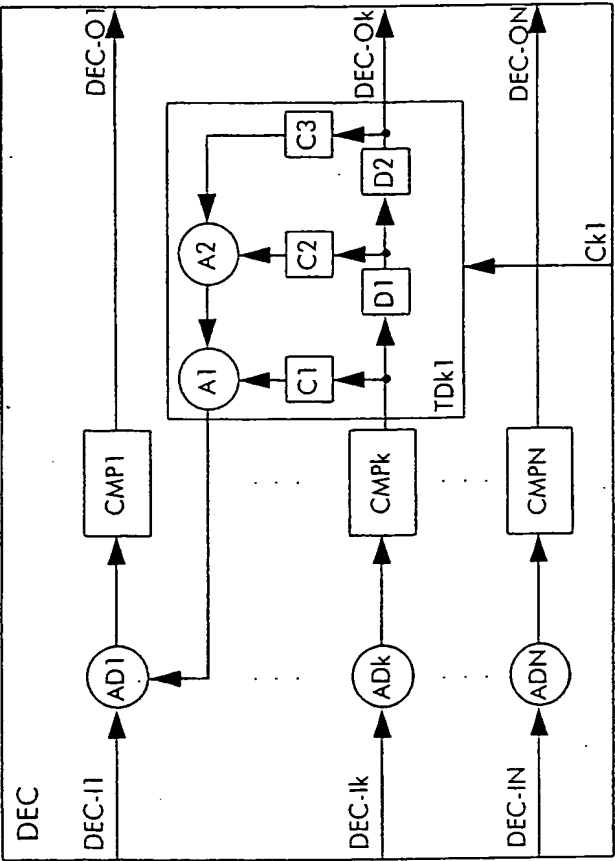 DEC
DEC-I1
AD1
CMP1
DEC-O1
A1
A2
C1
C2
C3
D1
D2
TDk1
DEC-Ik
ADk
CMPk
DEC-Ok
Ck1
DEC-IN
ADN
CMPN
DEC-ON